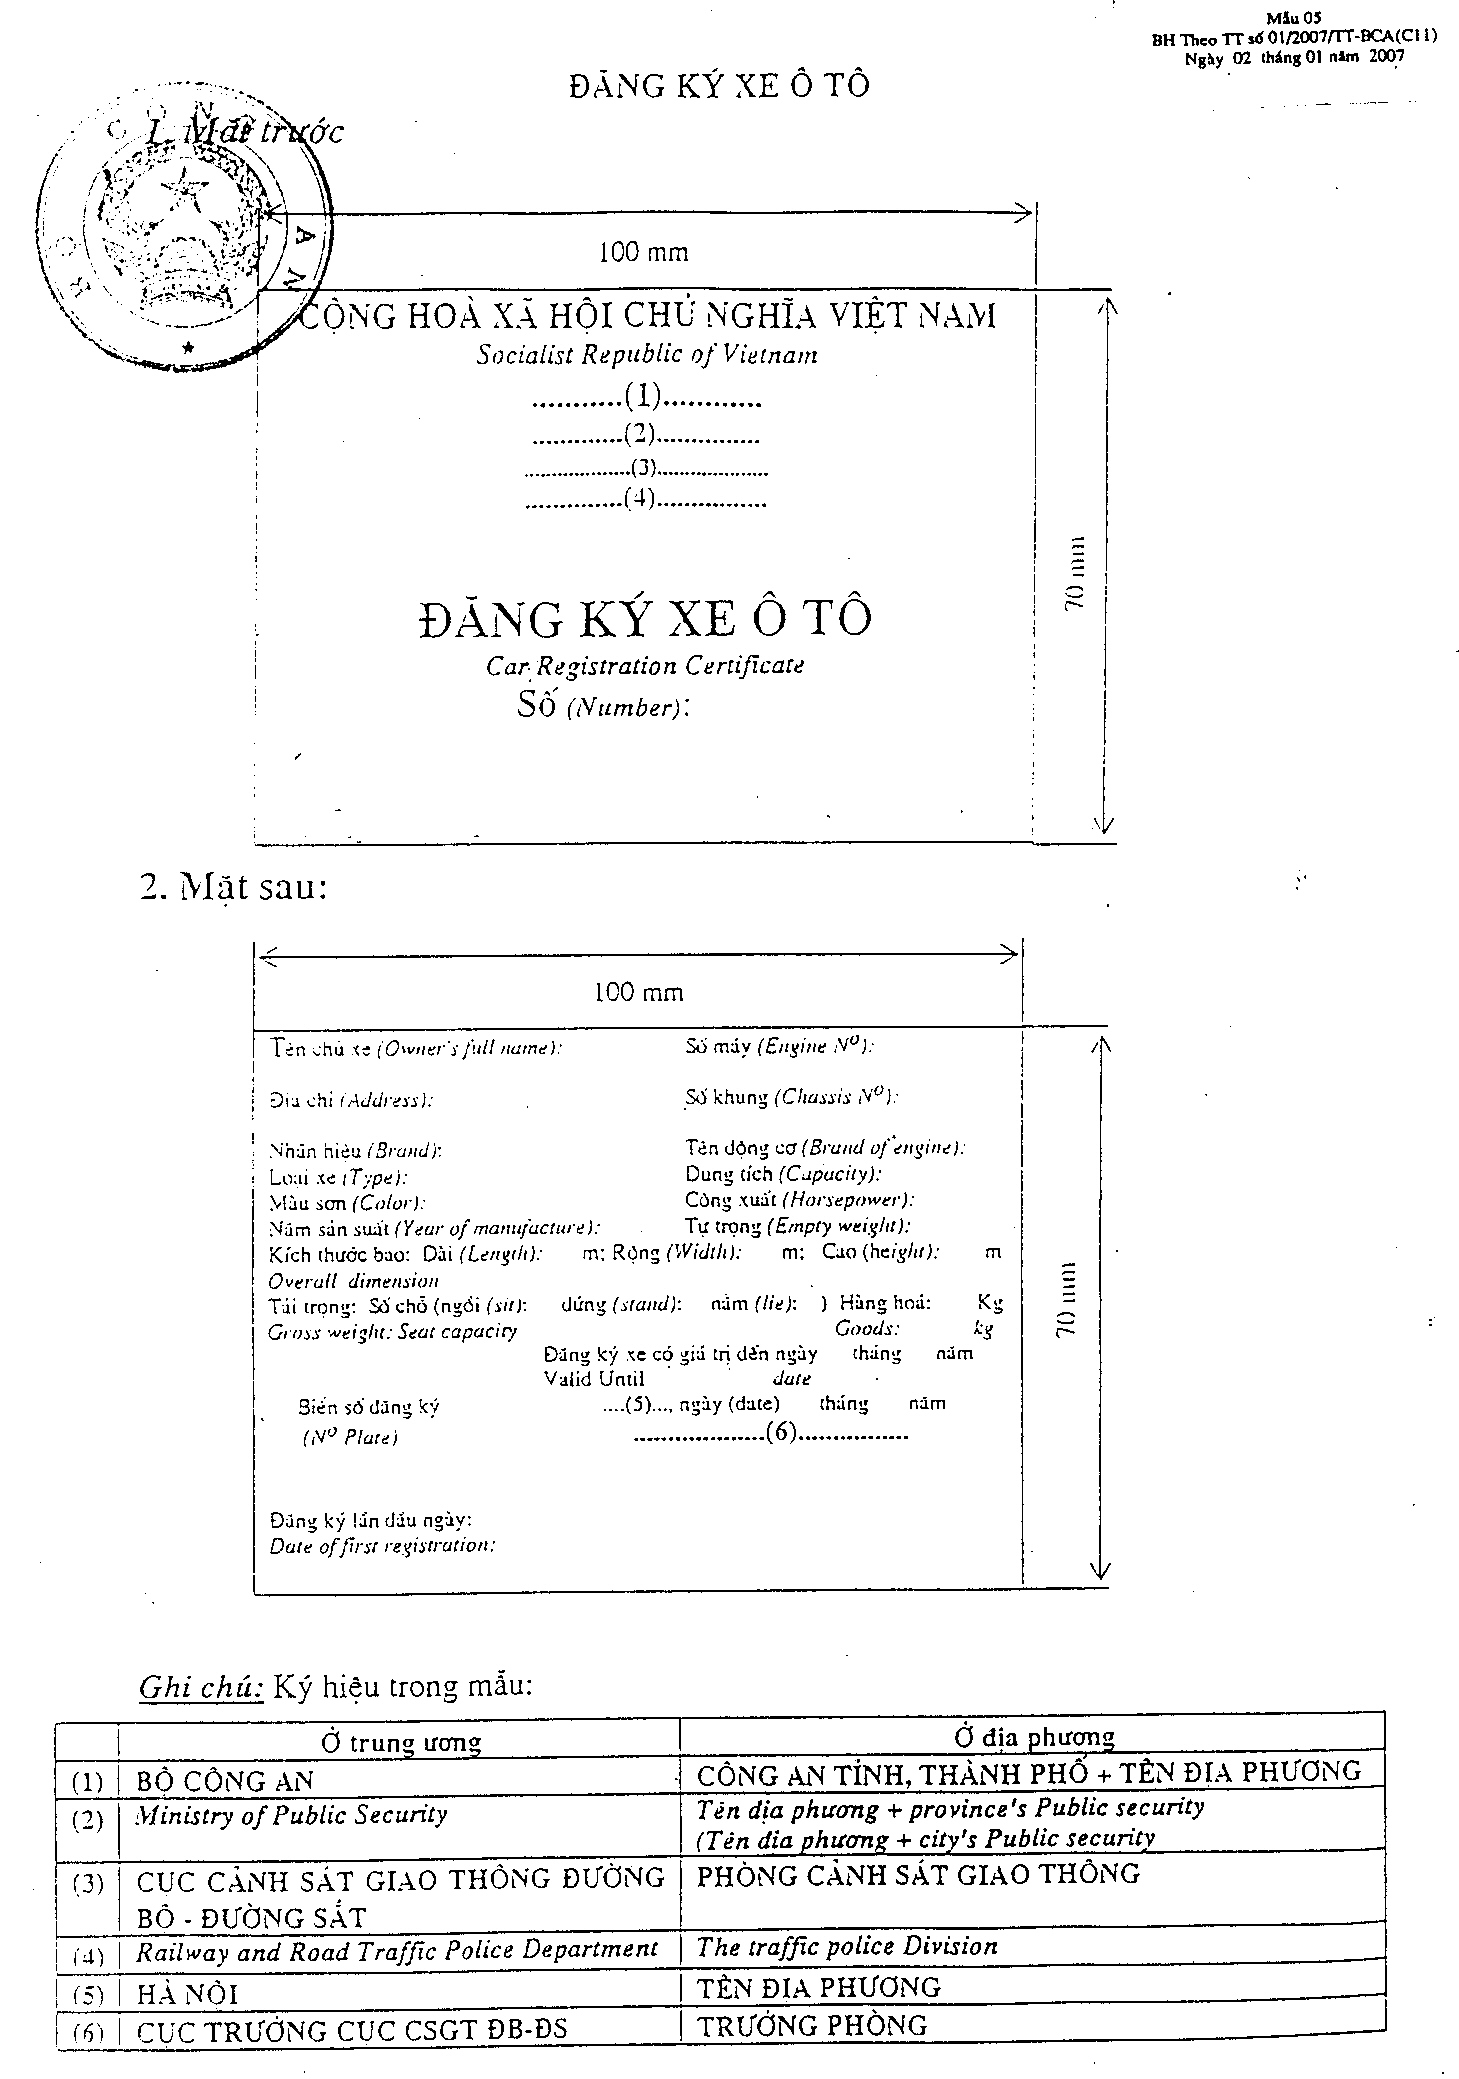 Mẫu 05
BH Theo TT số 01/2007/TT-BCA(C11)
Ngày 02 tháng 01 năm 2007
ĐĂNG KÝ XE Ô TÔ
1. Mặt trước
100 mm
CỘNG HOÀ XÃ HỘI CHỦ NGHĨA VIỆT NAM
Socialist Republic of Vietnam
...........(1)............
.............(2)...............
...................(3)....................
..............(4)................
70 mm
ĐĂNG KÝ XE Ô TÔ
Car Registration Certificate
Số (Number):
2. Mặt sau:
100 mm
Tên chủ xe (Owner's full name): Số máy (Engine Nº):
Địa chỉ (Address): Số khung (Chassis Nº):
Nhãn hiệu (Brand): Tên động cơ (Brand of engine):
Loại xe (Type): Dung tích (Capacity):
Màu sơn (Color): Công xuất (Horsepower):
Năm sản suất (Year of manufacture): Tự trọng (Empty weight):
Kích thước bao: Dài (Length): m; Rộng (Width): m; Cao (height): m
Overall dimension
Tải trọng: Số chỗ (ngồi (sit): đứng (stand): nằm (lie): ) Hàng hoá: Kg
Gross weight: Seat capacity Goods: kg
70 mm
Đăng ký xe có giá trị đến ngày tháng năm
Valid Until date
Biển số đăng ký ....(5)..., ngày (date) tháng năm
(Nº Plate) ...................(6)................
Đăng ký lần đầu ngày:
Date of first registration:
Ghi chú: Ký hiệu trong mẫu:
Ở trung ương Ở địa phương
(1) BỘ CÔNG AN CÔNG AN TỈNH, THÀNH PHỐ + TÊN ĐỊA PHƯƠNG
(2) Ministry of Public Security Tên địa phương + province's Public security
(Tên địa phương + city's Public security
(3) CỤC CẢNH SÁT GIAO THÔNG ĐƯỜNG PHÒNG CẢNH SÁT GIAO THÔNG
BỘ - ĐƯỜNG SẮT
(4) Railway and Road Traffic Police Department The traffic police Division
(5) HÀ NỘI TÊN ĐỊA PHƯƠNG
(6) CỤC TRƯỞNG CỤC CSGT ĐB-ĐS TRƯỞNG PHÒNG